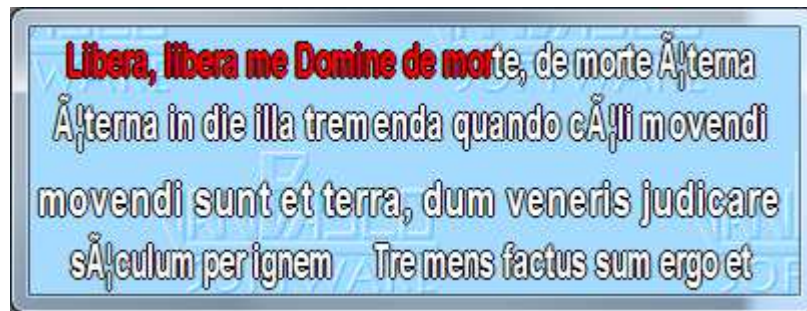 Libera, libera me Domine de morte, de morte Ã¦terna
Ã¦terna in die illa tremenda quando cÃ¦li movendi
movendi sunt et terra, dum veneris judicare
sÃ¦culum per ignem Tre mens factus sum ergo et